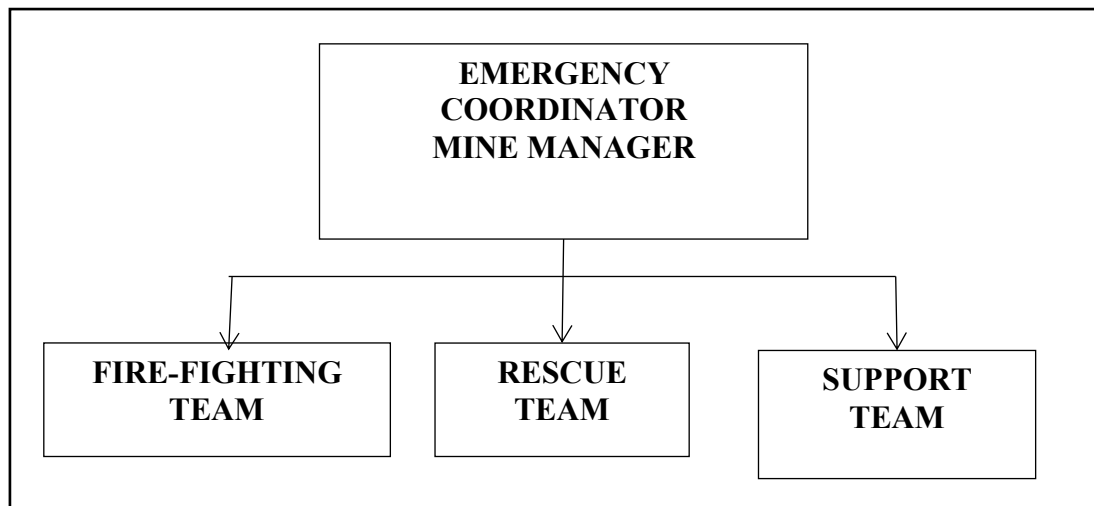 EMERGENCY
COORDINATOR
MINE MANAGER
FIRE-FIGHTING
TEAM
RESCUE
TEAM
SUPPORT
TEAM